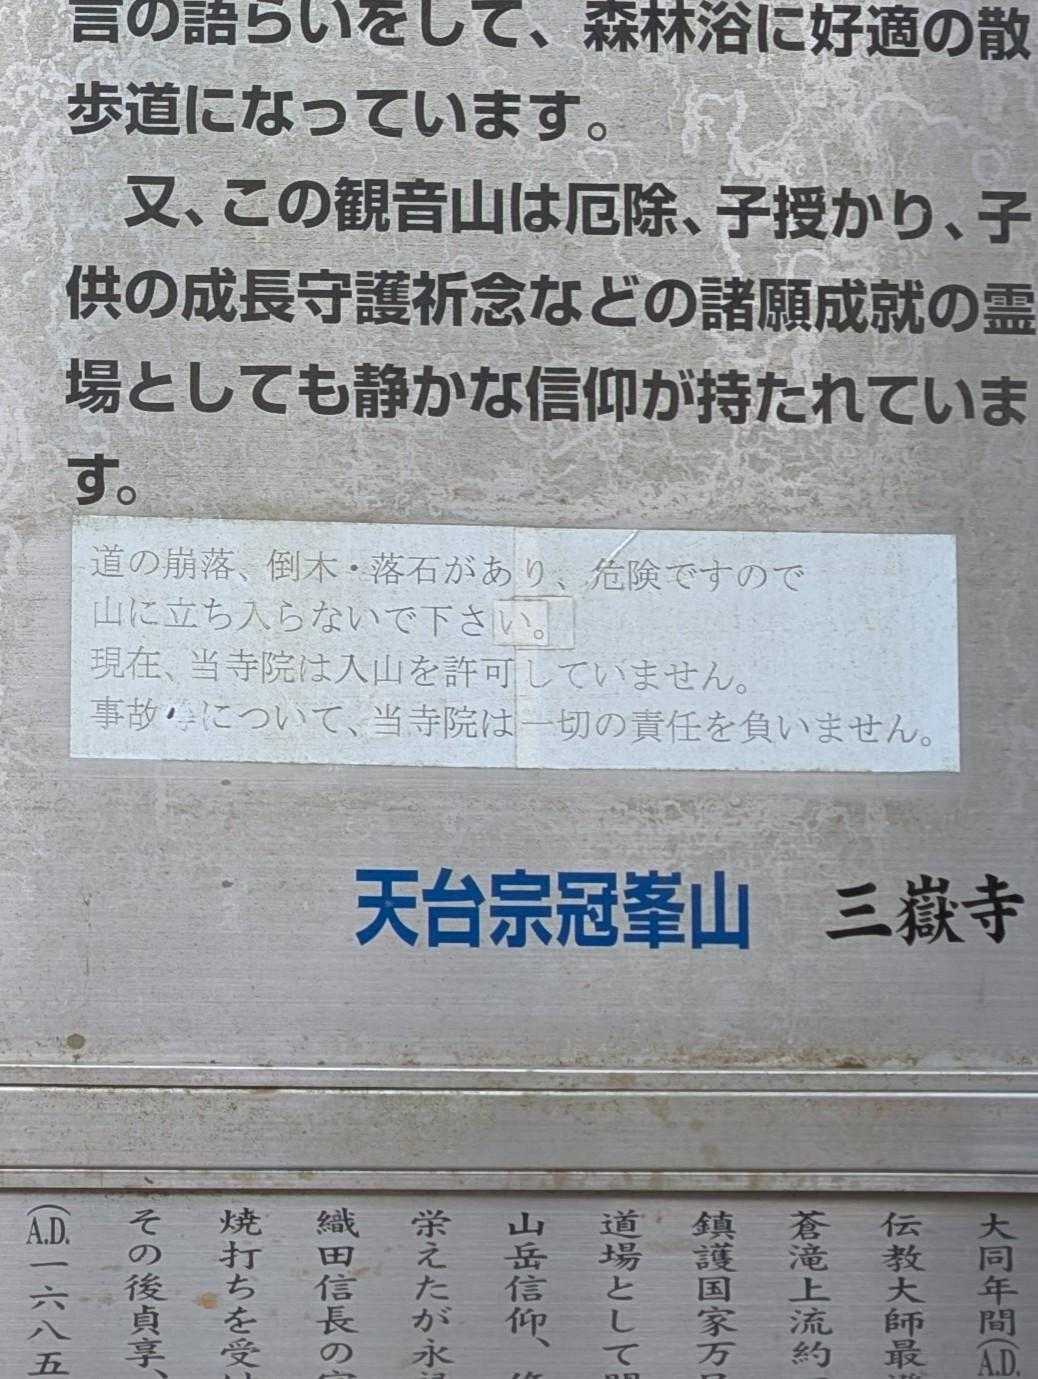 言の語らいをして、森林浴に好適の散
歩道になっています。
又、この観音山は厄除、子授かり、子
供の成長守護祈念などの諸願成就の霊
場としても静かな信仰が持たれていま
す。
道の崩落、倒木・落石があり、危険ですので
山に立ち入らないで下さい。
現在、当寺院は入山を許可していません。
事故等について、当寺院は一切の責任を負いません。
天台宗冠峯山 三嶽寺
大同年間(A.D.
伝教大師最
蒼滝上流約
鎮護国家万
道場として
山岳信仰、
栄えたが永
織田信長の
焼打ちを受
その後貞享、
(A.D.一六八五